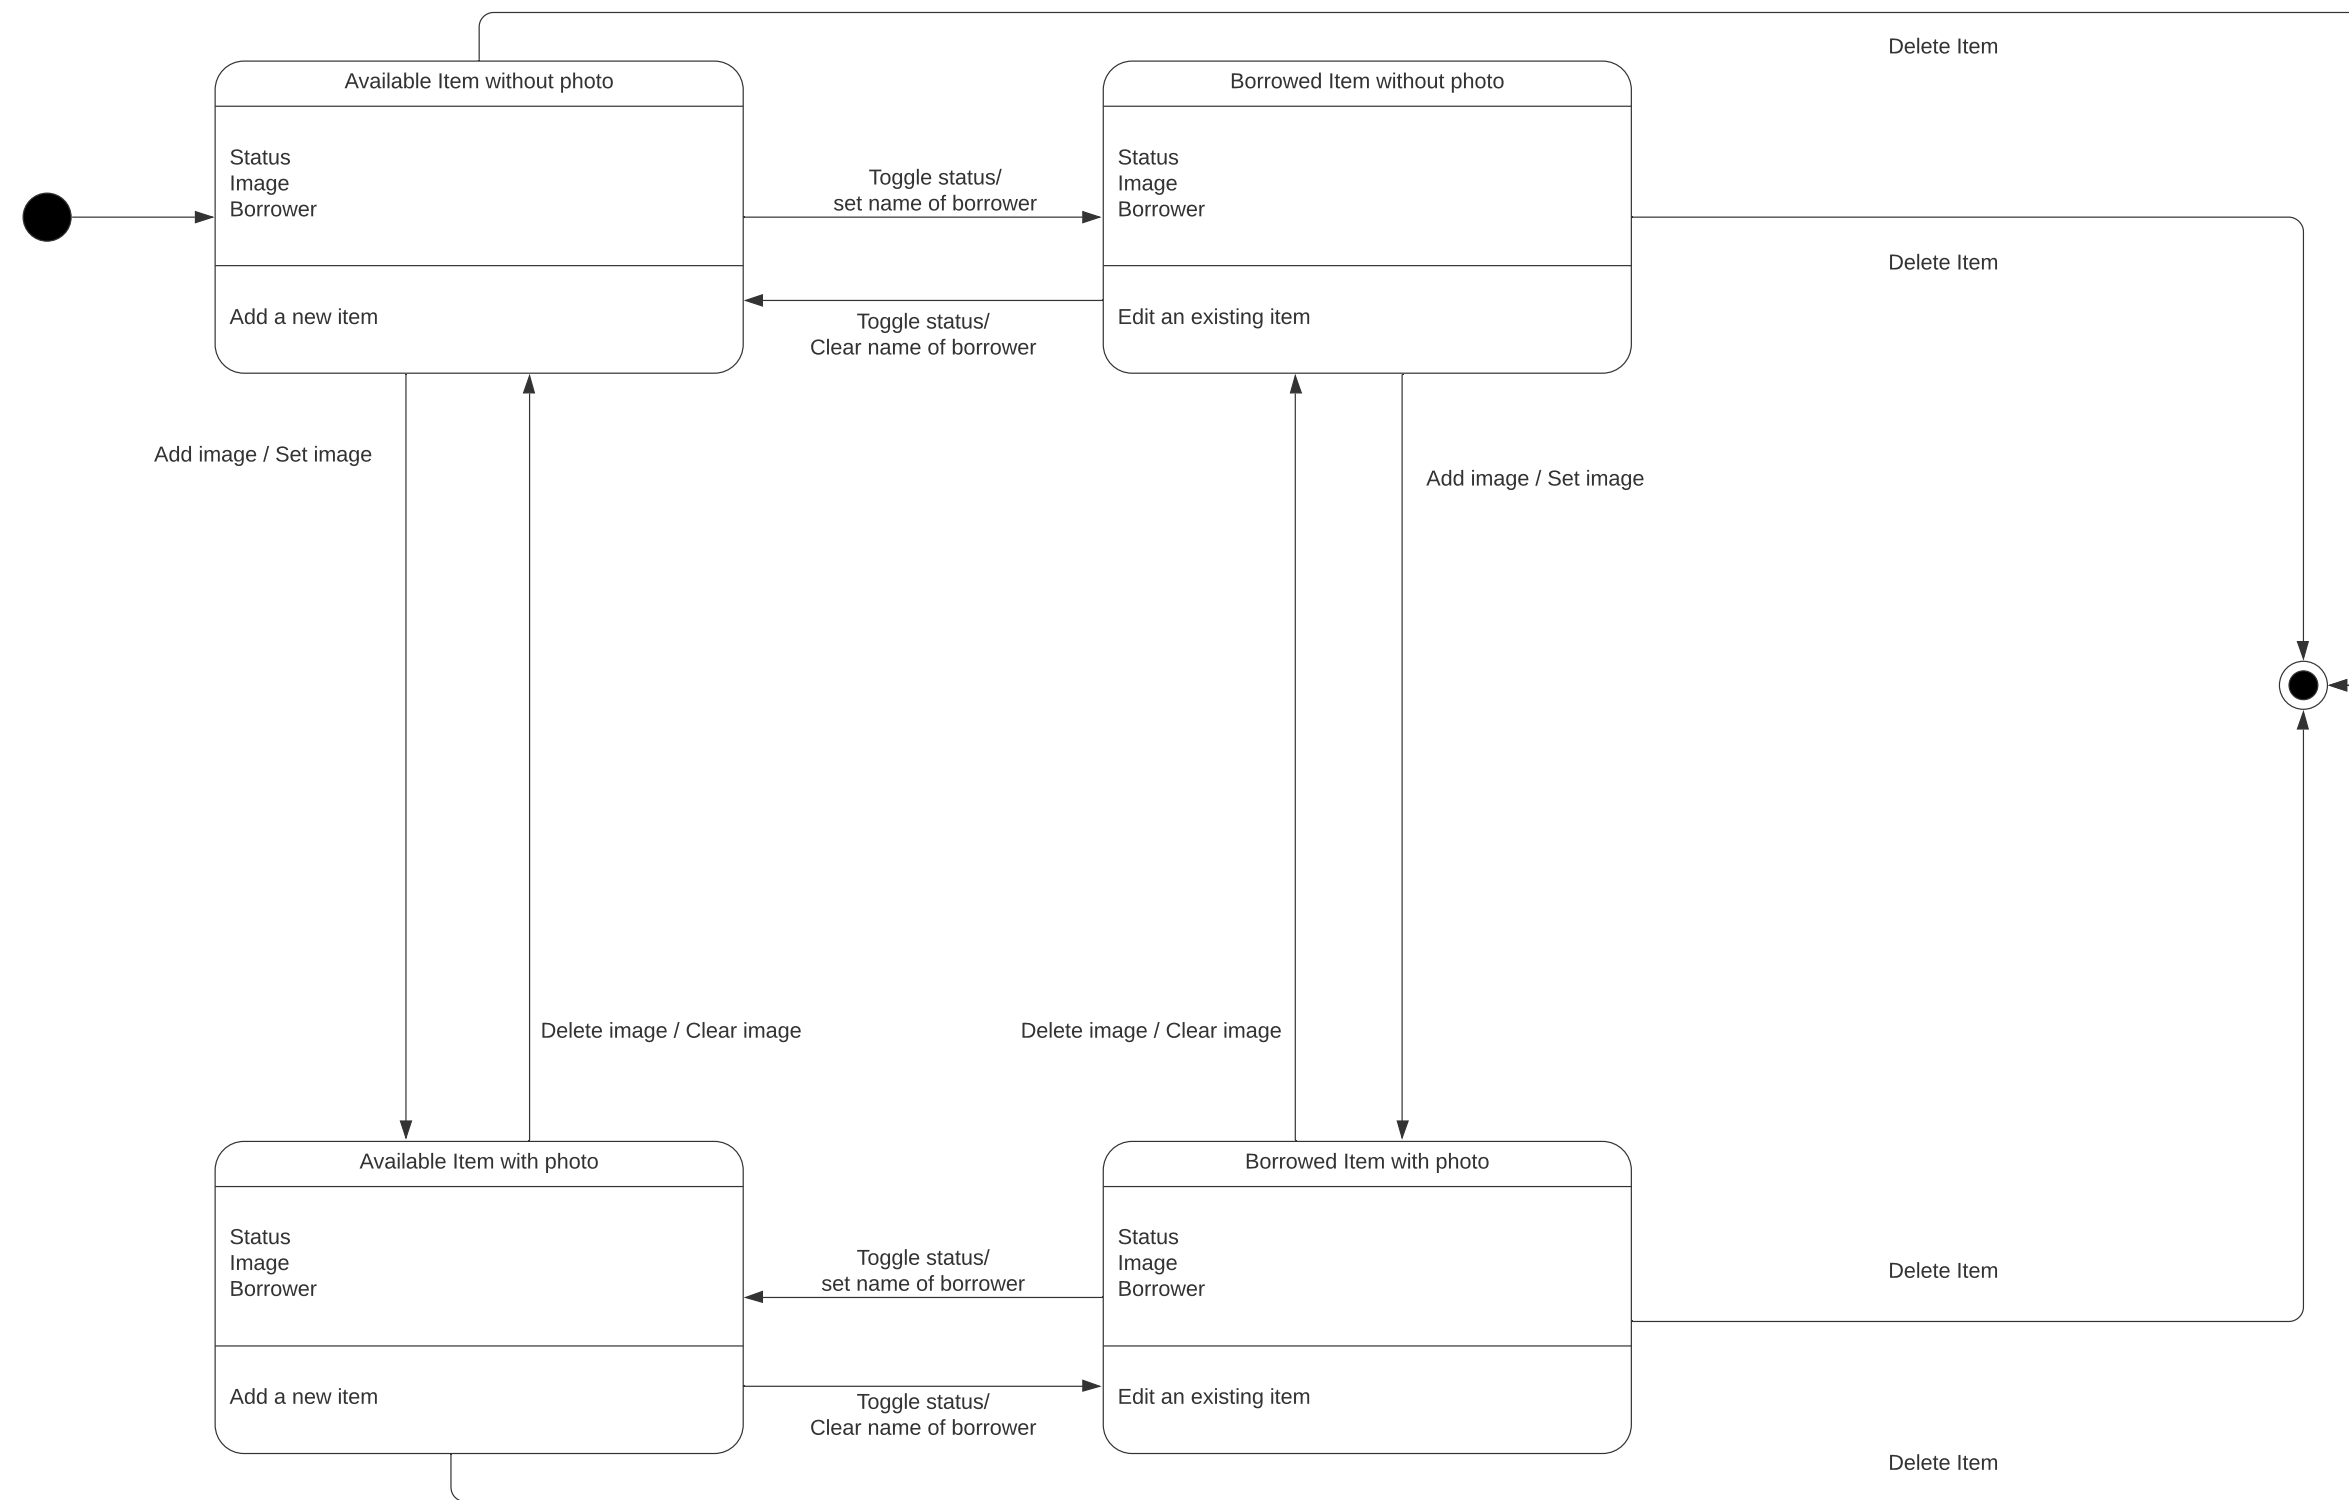 Delete Item
Available Item without photo
Status
Image
Borrower
Add a new item
Toggle status/
set name of borrower
Toggle status/
Clear name of borrower
Borrowed Item without photo
Status
Image
Borrower
Edit an existing item
Delete Item
Add image / Set image
Add image / Set image
Delete image / Clear image
Delete image / Clear image
Available Item with photo
Status
Image
Borrower
Add a new item
Toggle status/
set name of borrower
Toggle status/
Clear name of borrower
Borrowed Item with photo
Status
Image
Borrower
Edit an existing item
Delete Item
Delete Item